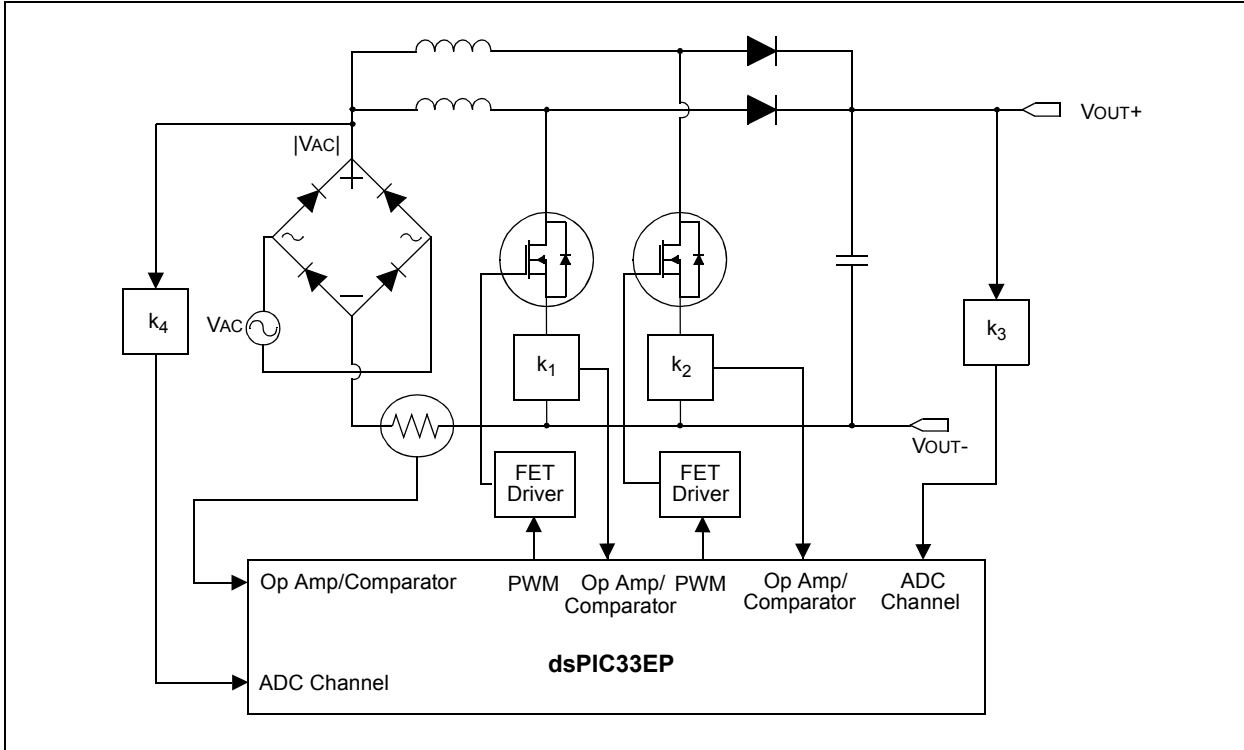 VOUT+
|VAC|
+
k4
VAC
k1
k2
k3
VOUT-
FET
Driver
FET
Driver
Op Amp/Comparator
PWM
Op Amp/
Comparator
PWM
Op Amp/
Comparator
ADC
Channel
dsPIC33EP
ADC Channel